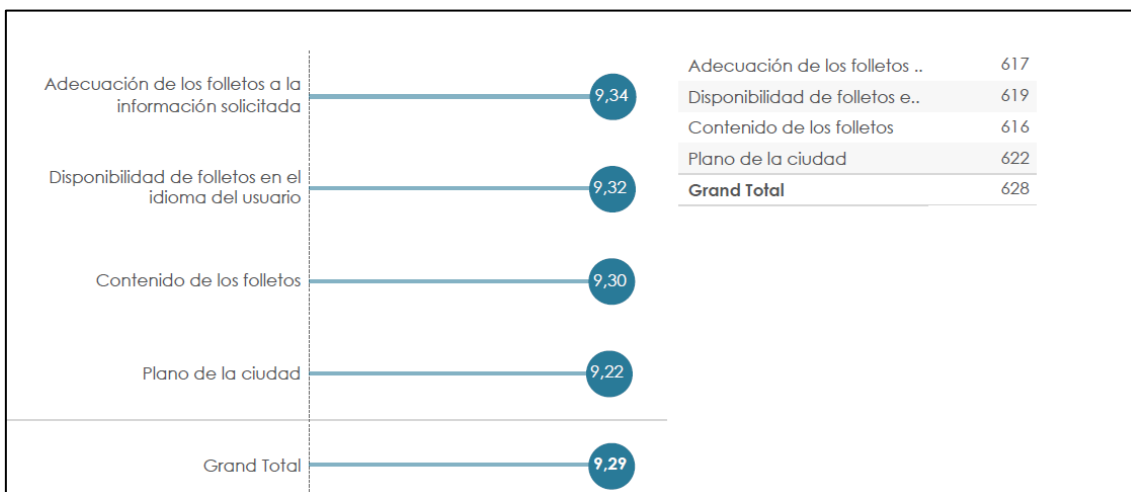 Adecuación de los folletos a la
información solicitada
9,34
Disponibilidad de folletos en el
idioma del usuario
9,32
Contenido de los folletos
9,30
Plano de la ciudad
9,22
Grand Total
9,29
Adecuación de los folletos .. 617
Disponibilidad de folletos e.. 619
Contenido de los folletos 616
Plano de la ciudad 622
Grand Total 628